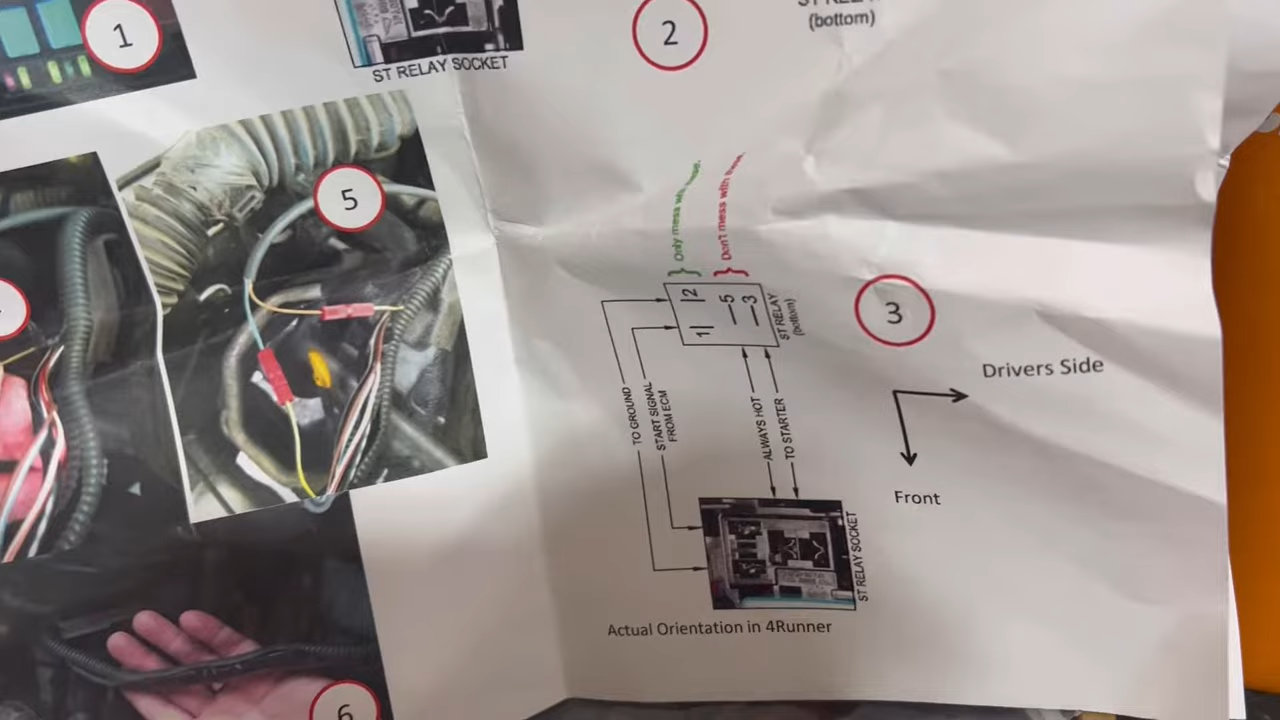 1
ST RELAY SOCKET
2
(bottom)
5
Only mess with
Don't mess with these.
1
2
5
3
ST RELAY
(bottom)
3
TO GROUND
START SIGNAL
FROM ECM
ALWAYS HOT
TO STARTER
Drivers Side
Front
ST RELAY SOCKET
Actual Orientation in 4Runner
6